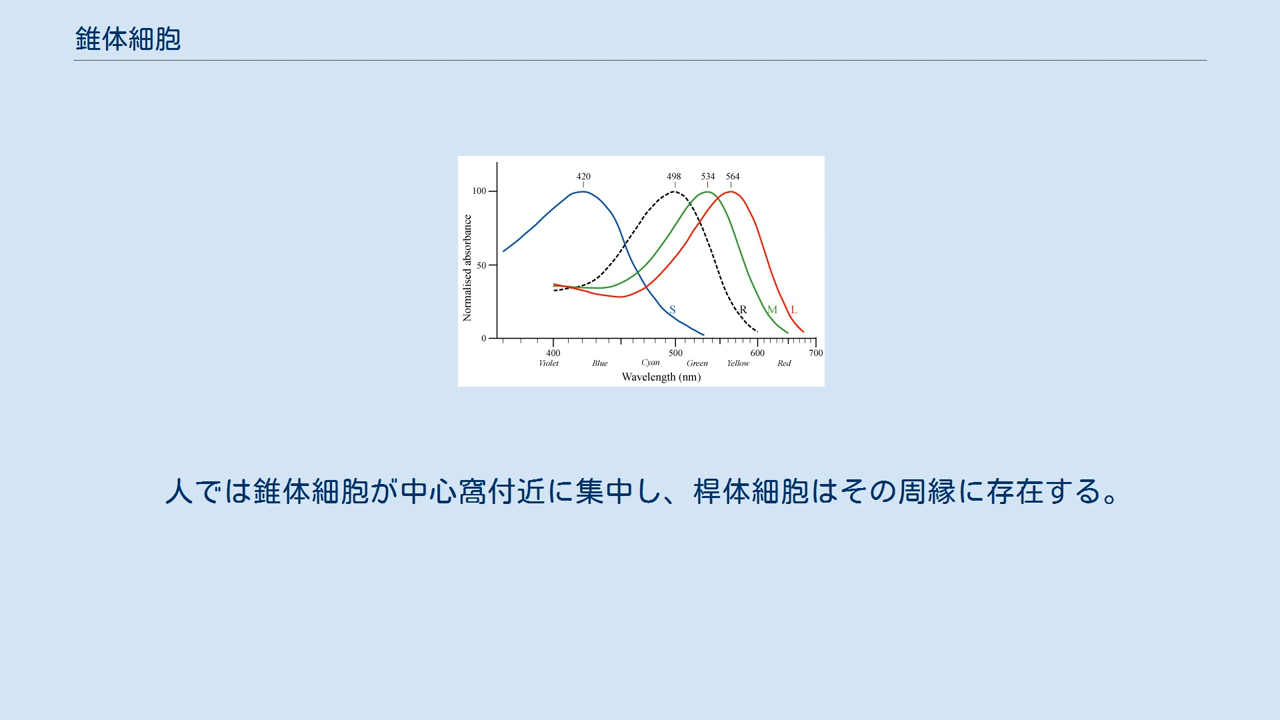 錐体細胞
420 498 534 564
100
50
0
Normalised absorbance
S R M L
400 500 600 700
Violet Blue Cyan Green Yellow Red
Wavelength (nm)
人では錐体細胞が中心窩付近に集中し、桿体細胞はその周縁に存在する。